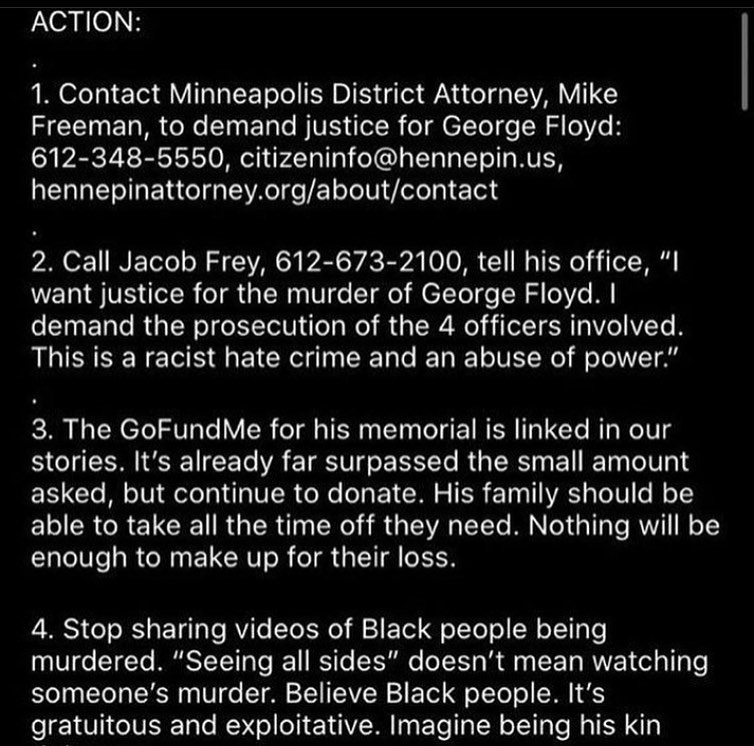 ACTION:
.
1. Contact Minneapolis District Attorney, Mike
Freeman, to demand justice for George Floyd:
612-348-5550, citizeninfo@hennepin.us,
hennepinattorney.org/about/contact
.
2. Call Jacob Frey, 612-673-2100, tell his office, “I
want justice for the murder of George Floyd. I
demand the prosecution of the 4 officers involved.
This is a racist hate crime and an abuse of power.”
.
3. The GoFundMe for his memorial is linked in our
stories. It’s already far surpassed the small amount
asked, but continue to donate. His family should be
able to take all the time off they need. Nothing will be
enough to make up for their loss.
4. Stop sharing videos of Black people being
murdered. “Seeing all sides” doesn’t mean watching
someone’s murder. Believe Black people. It’s
gratuitous and exploitative. Imagine being his kin